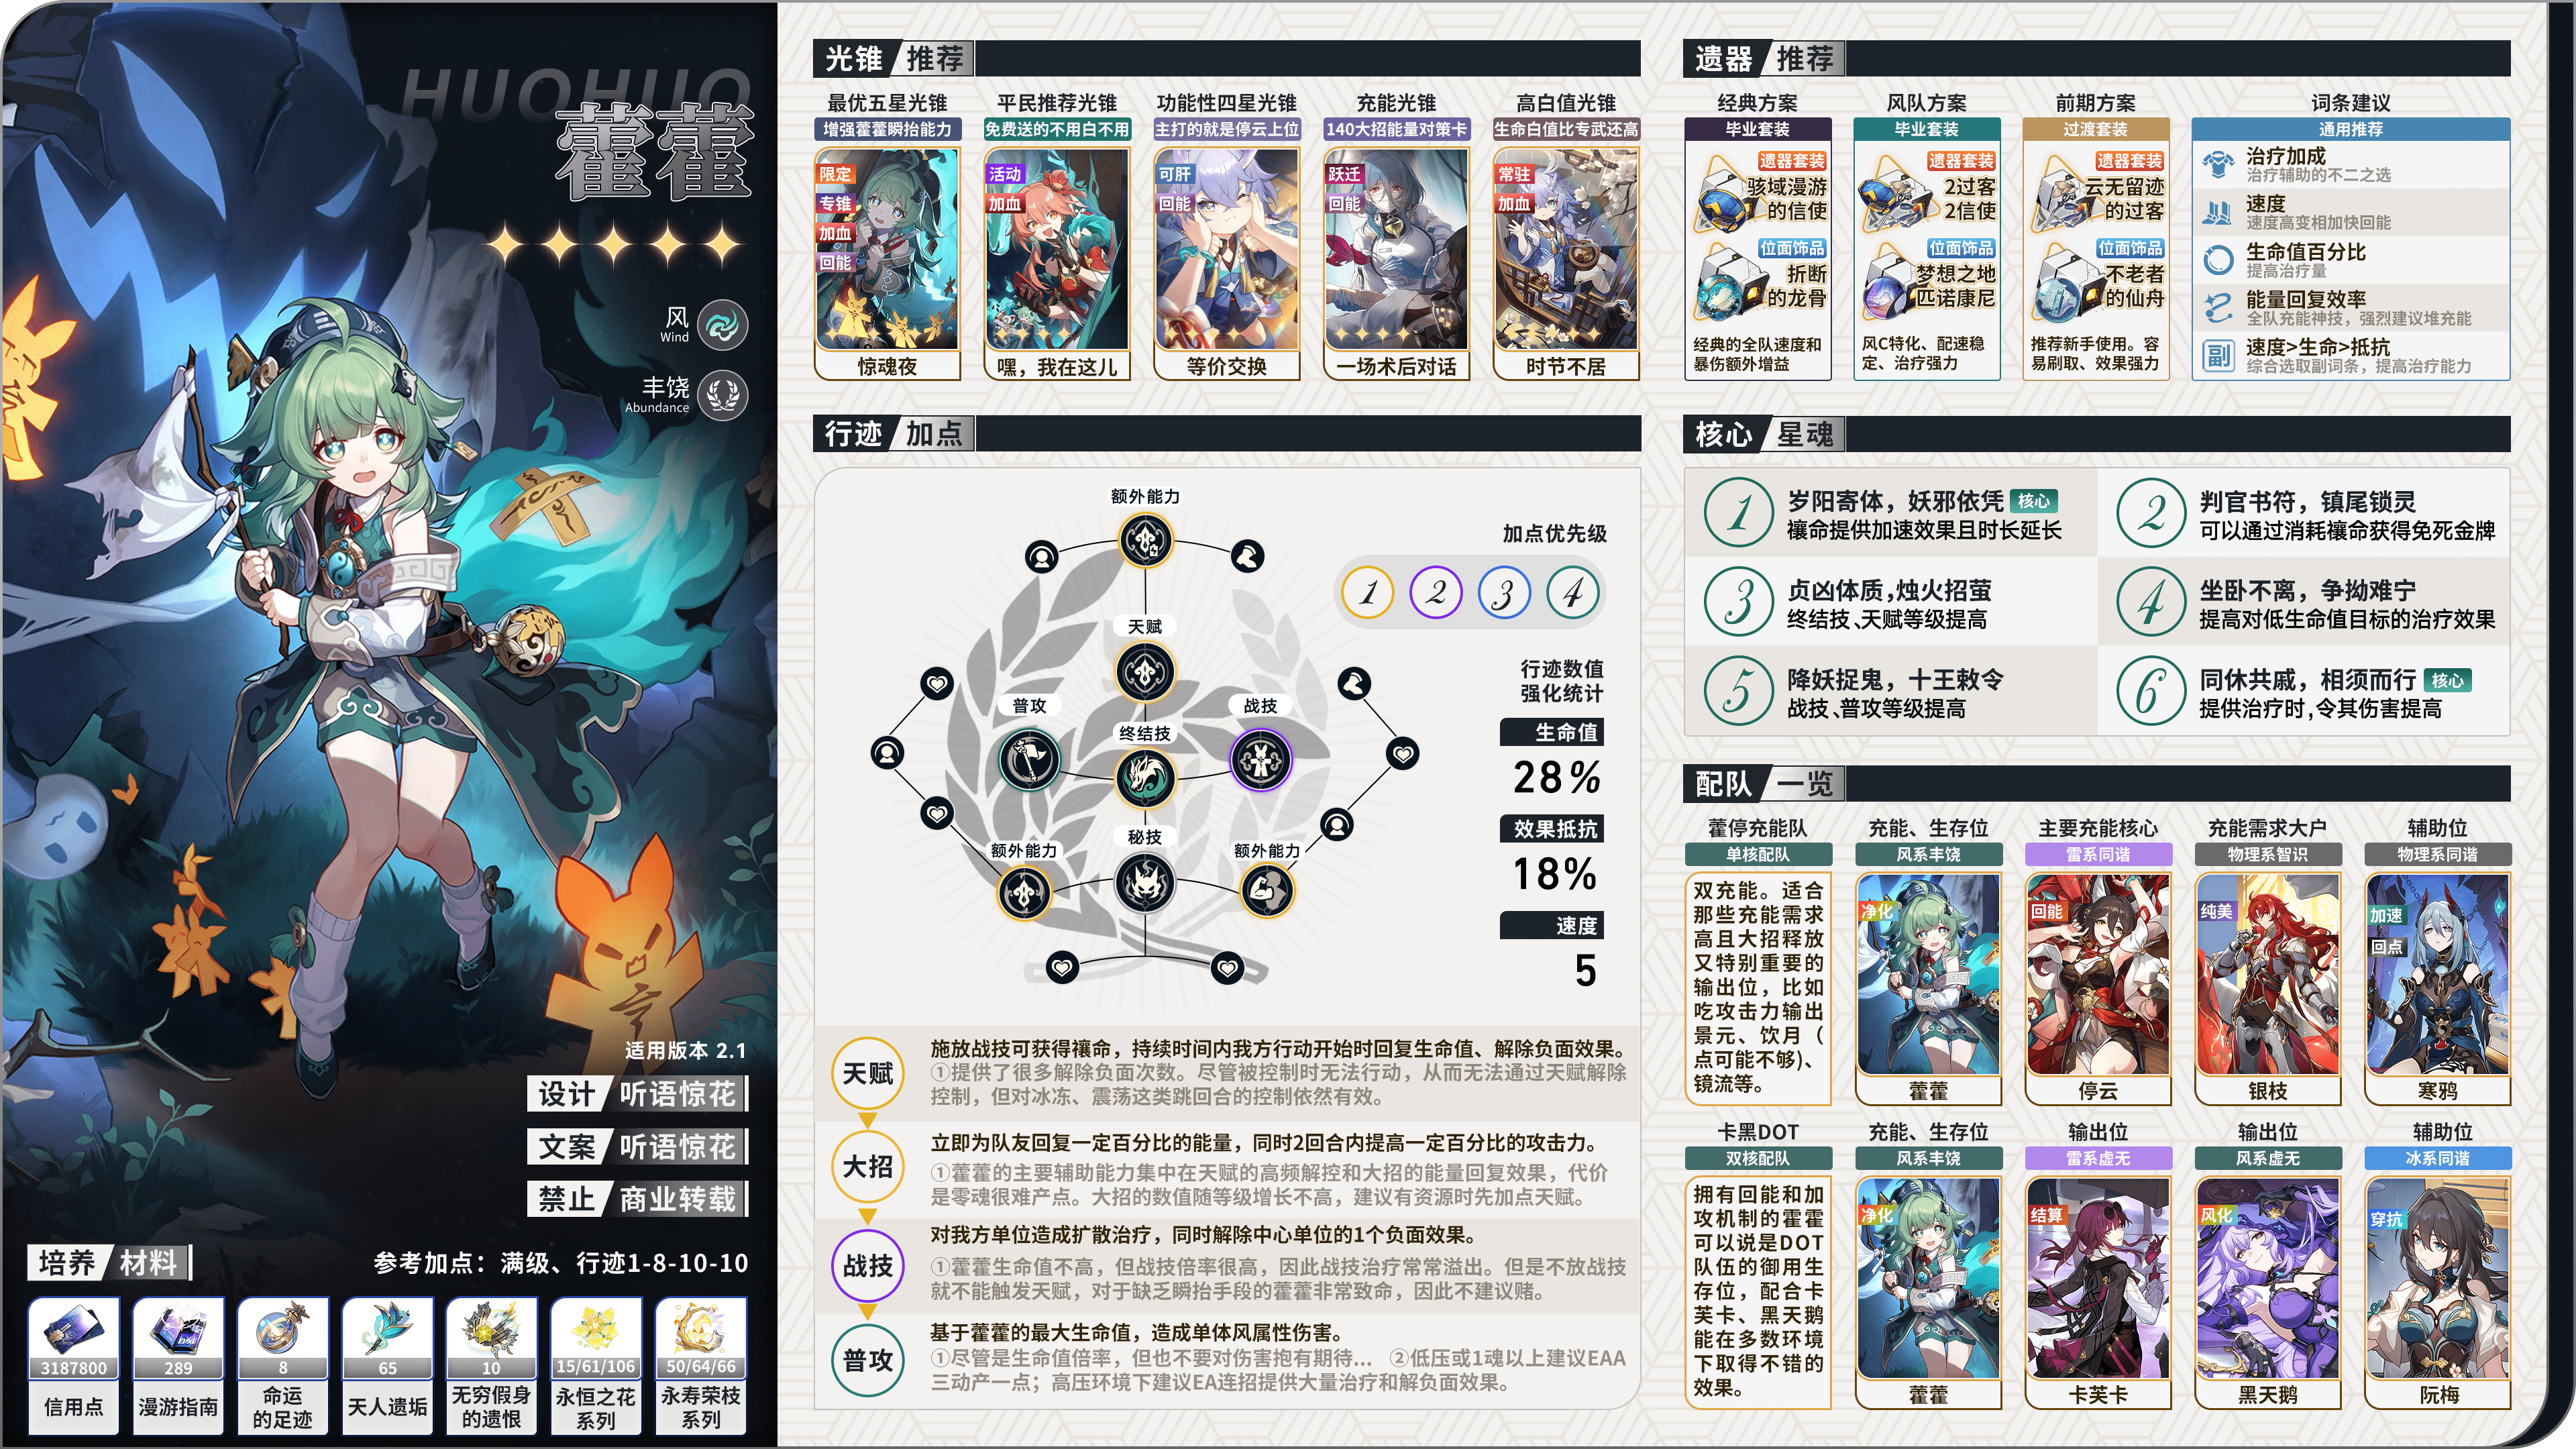 HUOHUO
藿藿
风
Wind
丰饶
Abundance
适用版本 2.1
设计 听语惊花
文案 听语惊花
禁止 商业转载
培养 材料
参考加点：满级、行迹1-8-10-10
3187800
信用点
289
漫游指南
8
命运
的足迹
65
天人遗垢
10
无穷假身
的遗恨
15/61/106
永恒之花
系列
50/64/66
永寿荣枝
系列
光锥 推荐
最优五星光锥
增强藿藿瞬抬能力
限定
专锥
加血
回能
惊魂夜
平民推荐光锥
免费送的不用白不用
活动
加血
嘿，我在这儿
功能性四星光锥
主打的就是停云上位
可肝
回能
等价交换
充能光锥
140大招能量对策卡
跃迁
回能
一场术后对话
高白值光锥
生命白值比专武还高
常驻
加血
时节不居
行迹 加点
额外能力
天赋
普攻
战技
终结技
秘技
额外能力
额外能力
加点优先级
1 2 3 4
行迹数值
强化统计
生命值
28%
效果抵抗
18%
速度
5
天赋
施放战技可获得禳命，持续时间内我方行动开始时回复生命值、解除负面效果。
①提供了很多解除负面次数。尽管被控制时无法行动，从而无法通过天赋解除
控制，但对冰冻、震荡这类跳回合的控制依然有效。
大招
立即为队友回复一定百分比的能量，同时2回合内提高一定百分比的攻击力。
①藿藿的主要辅助能力集中在天赋的高频解控和大招的能量回复效果，代价
是零魂很难产点。大招的数值随等级增长不高，建议有资源时先加点天赋。
战技
对我方单位造成扩散治疗，同时解除中心单位的1个负面效果。
①藿藿生命值不高，但战技倍率很高，因此战技治疗常常溢出。但是不放战技
就不能触发天赋，对于缺乏瞬抬手段的藿藿非常致命，因此不建议赌。
普攻
基于藿藿的最大生命值，造成单体风属性伤害。
①尽管是生命值倍率，但也不要对伤害抱有期待... ②低压或1魂以上建议EAA
三动产一点；高压环境下建议EA连招提供大量治疗和解负面效果。
遗器 推荐
经典方案
毕业套装
遗器套装
骇域漫游
的信使
位面饰品
折断
的龙骨
经典的全队速度和
暴伤额外增益
风队方案
毕业套装
遗器套装
2过客
2信使
位面饰品
梦想之地
匹诺康尼
风C特化、配速稳
定、治疗强力
前期方案
过渡套装
遗器套装
云无留迹
的过客
位面饰品
不老者
的仙舟
推荐新手使用。容
易刷取、效果强力
词条建议
通用推荐
治疗加成
治疗辅助的不二之选
速度
速度高变相加快回能
生命值百分比
提高治疗量
能量回复效率
全队充能神技，强烈建议堆充能
副
速度>生命>抵抗
综合选取副词条，提高治疗能力
核心 星魂
1
岁阳寄体，妖邪依凭 核心
禳命提供加速效果且时长延长
2
判官书符，镇尾锁灵
可以通过消耗禳命获得免死金牌
3
贞凶体质，烛火招萤
终结技、天赋等级提高
4
坐卧不离，争拗难宁
提高对低生命值目标的治疗效果
5
降妖捉鬼，十王敕令
战技、普攻等级提高
6
同休共戚，相须而行 核心
提供治疗时，令其伤害提高
配队 一览
藿停充能队
单核配队
双充能。适合
那些充能需求
高且大招释放
又特别重要的
输出位，比如
吃攻击力输出
景元、饮月（
点可能不够)、
镜流等。
充能、生存位
风系丰饶
净化
藿藿
主要充能核心
雷系同谐
回能
停云
充能需求大户
物理系智识
纯美
银枝
辅助位
物理系同谐
加速
回点
寒鸦
卡黑DOT
双核配队
拥有回能和加
攻机制的霍霍
可以说是DOT
队伍的御用生
存位，配合卡
芙卡、黑天鹅
能在多数环境
下取得不错的
效果。
充能、生存位
风系丰饶
净化
藿藿
输出位
雷系虚无
结算
卡芙卡
输出位
风系虚无
风化
黑天鹅
辅助位
冰系同谐
穿抗
阮梅